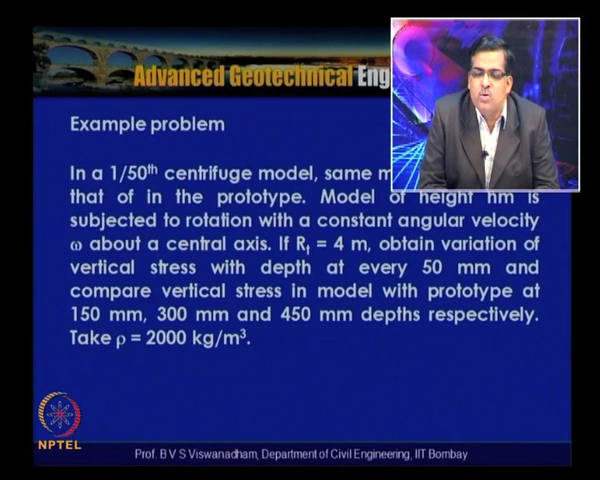 Advanced Geotechnical Eng
Example problem
In a 1/50th centrifuge model, same m
that of in the prototype. Model of height hm is
subjected to rotation with a constant angular velocity
ω about a central axis. If Rt = 4 m, obtain variation of
vertical stress with depth at every 50 mm and
compare vertical stress in model with prototype at
150 mm, 300 mm and 450 mm depths respectively.
Take ρ = 2000 kg/m3.
NPTEL
Prof. B V S Viswanadham, Department of Civil Engineering, IIT Bombay